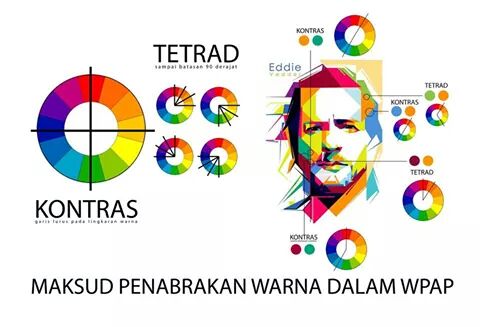 TETRAD
sampai batasan 90 derajat
KONTRAS
garis lurus pada lingkaran warna
KONTRAS
Eddie
Vedder
TETRAD
KONTRAS
TETRAD
KONTRAS
MAKSUD PENABRAKAN WARNA DALAM WPAP